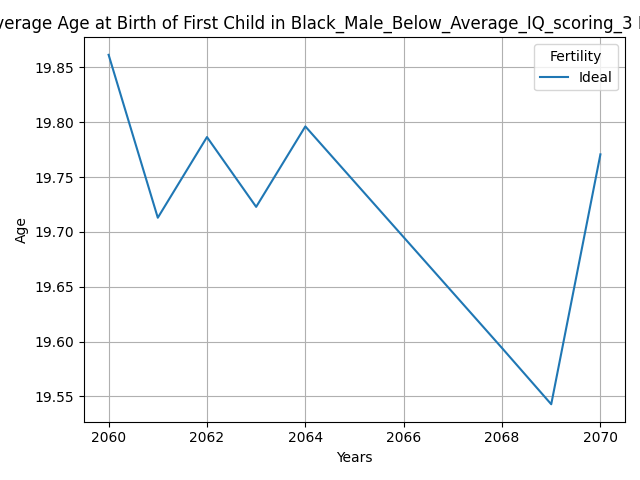 verage Age at Birth of First Child in Black_Male_Below_Average_IQ_scoring_3
Fertility
Ideal
19.85
19.80
19.75
19.70
19.65
19.60
19.55
Age
2060
2062
2064
2066
2068
2070
Years